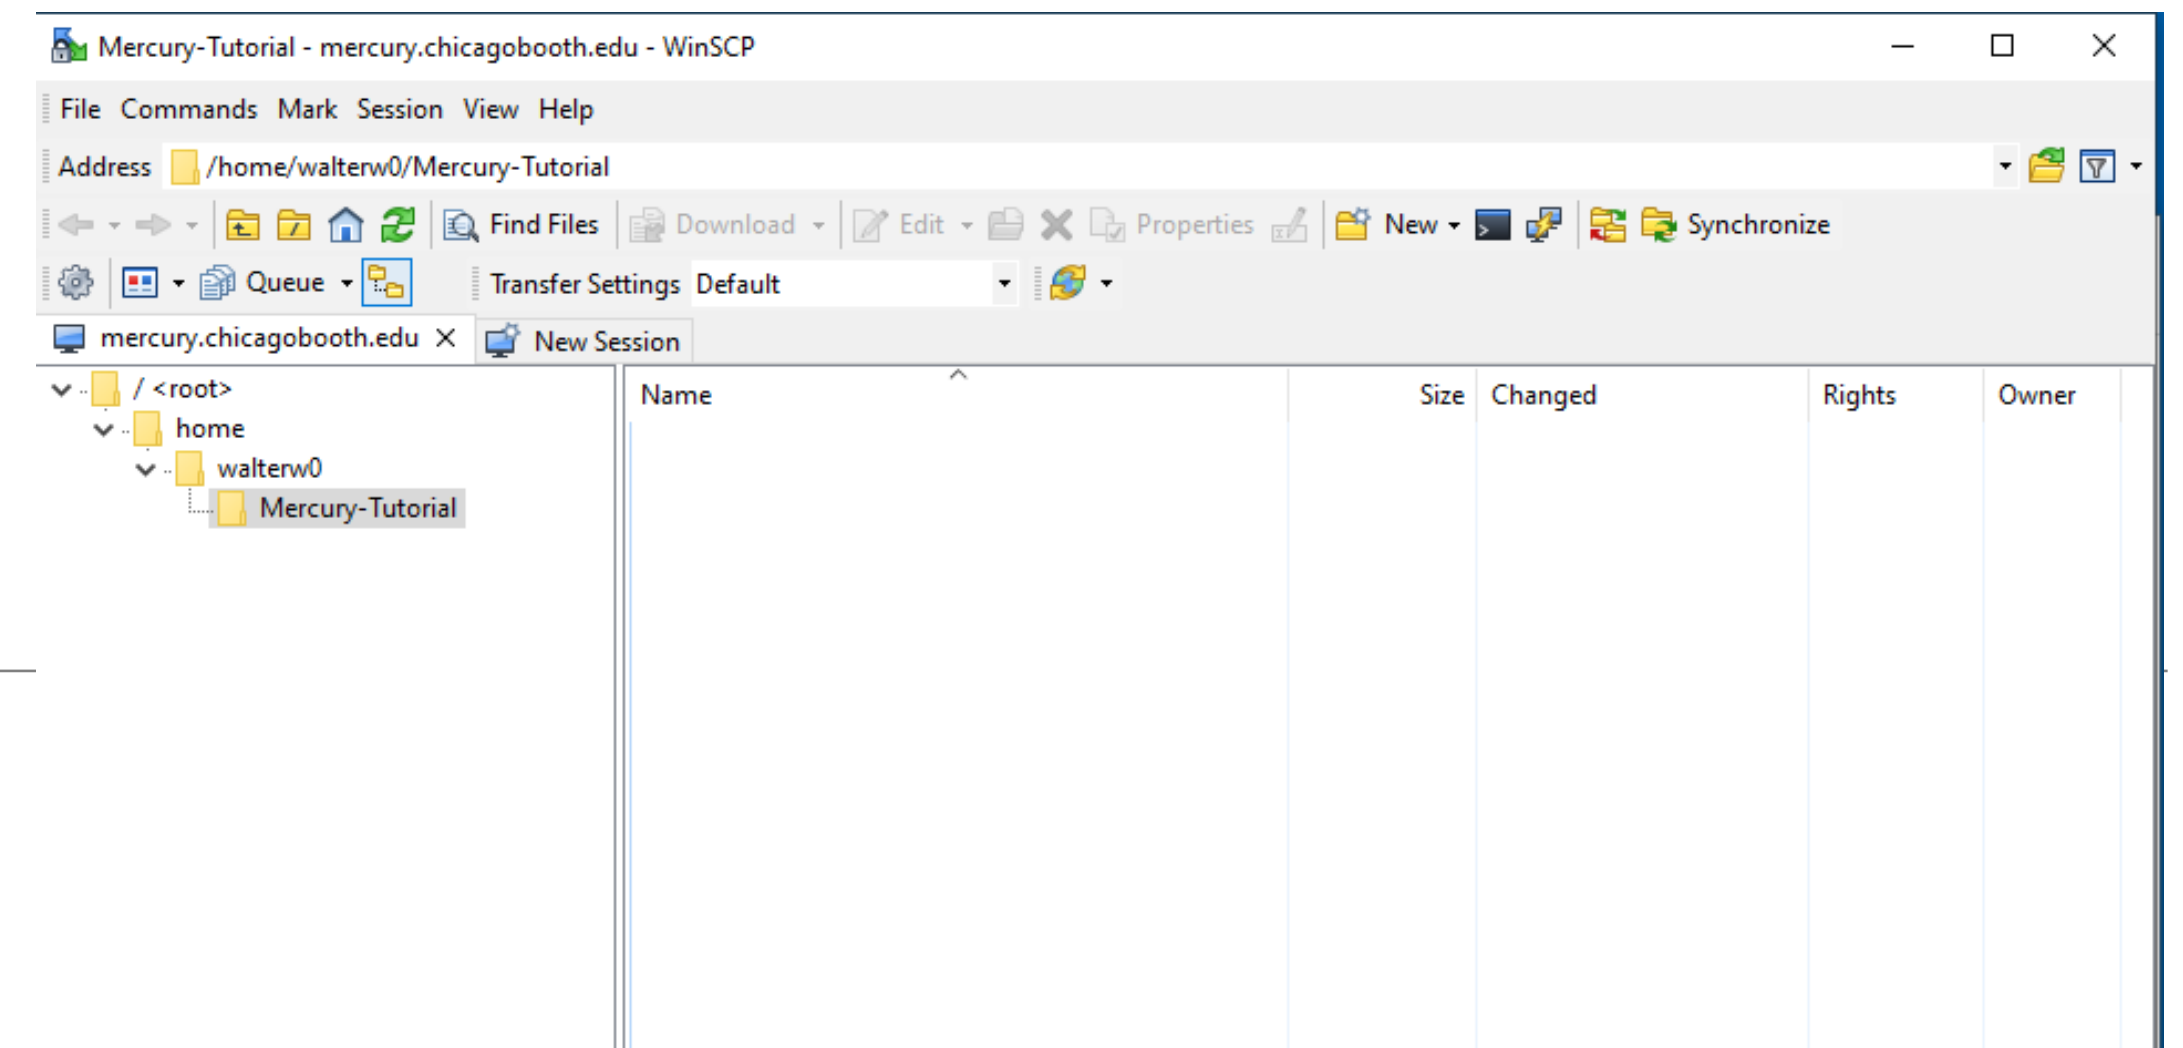 Mercury-Tutorial - mercury.chicagobooth.edu - WinSCP
File Commands Mark Session View Help
Address /home/walterw0/Mercury-Tutorial
Find Files Download Edit Properties New Synchronize
Queue Transfer Settings Default
mercury.chicagobooth.edu New Session
/ <root> Name Size Changed Rights Owner
home
walterw0
Mercury-Tutorial